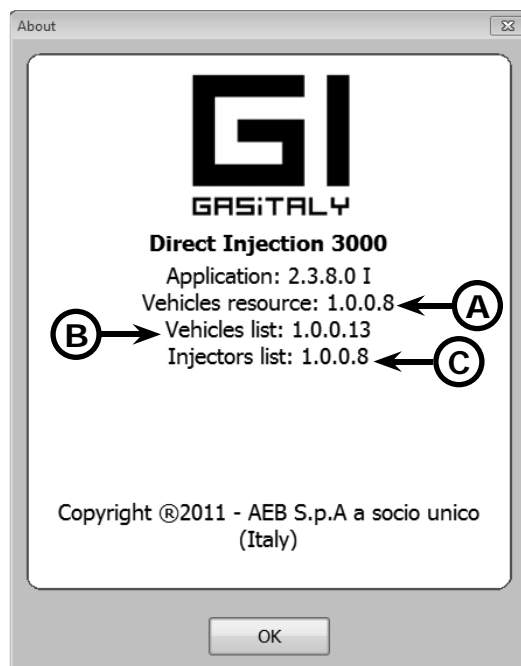 About
GI
GASiTALY
Direct Injection 3000
Application: 2.3.8.0 I
Vehicles resource: 1.0.0.8
A
B
Vehicles list: 1.0.0.13
Injectors list: 1.0.0.8
C
Copyright ®2011 - AEB S.p.A a socio unico
(Italy)
OK